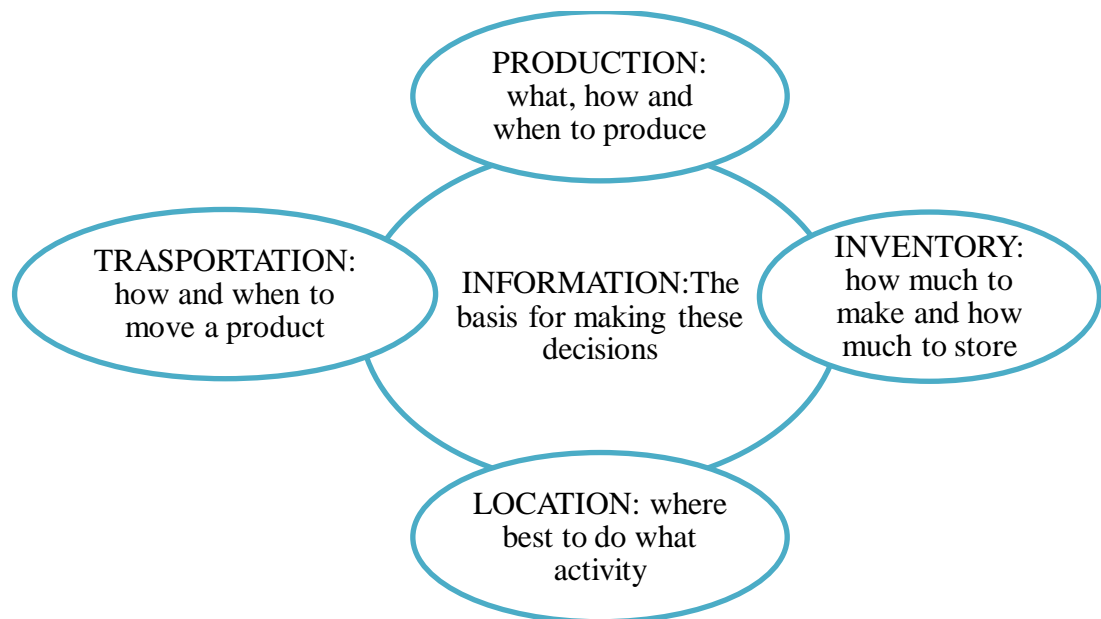 PRODUCTION:
what, how and
when to produce
TRASPORTATION:
how and when to
move a product
INFORMATION:The
basis for making these
decisions
INVENTORY:
how much to
make and how
much to store
LOCATION: where
best to do what
activity